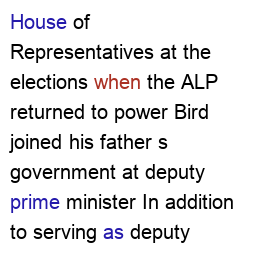 House of
Representatives at the
elections when the ALP
returned to power Bird
joined his father s
government at deputy
prime minister In addition
to serving as deputy